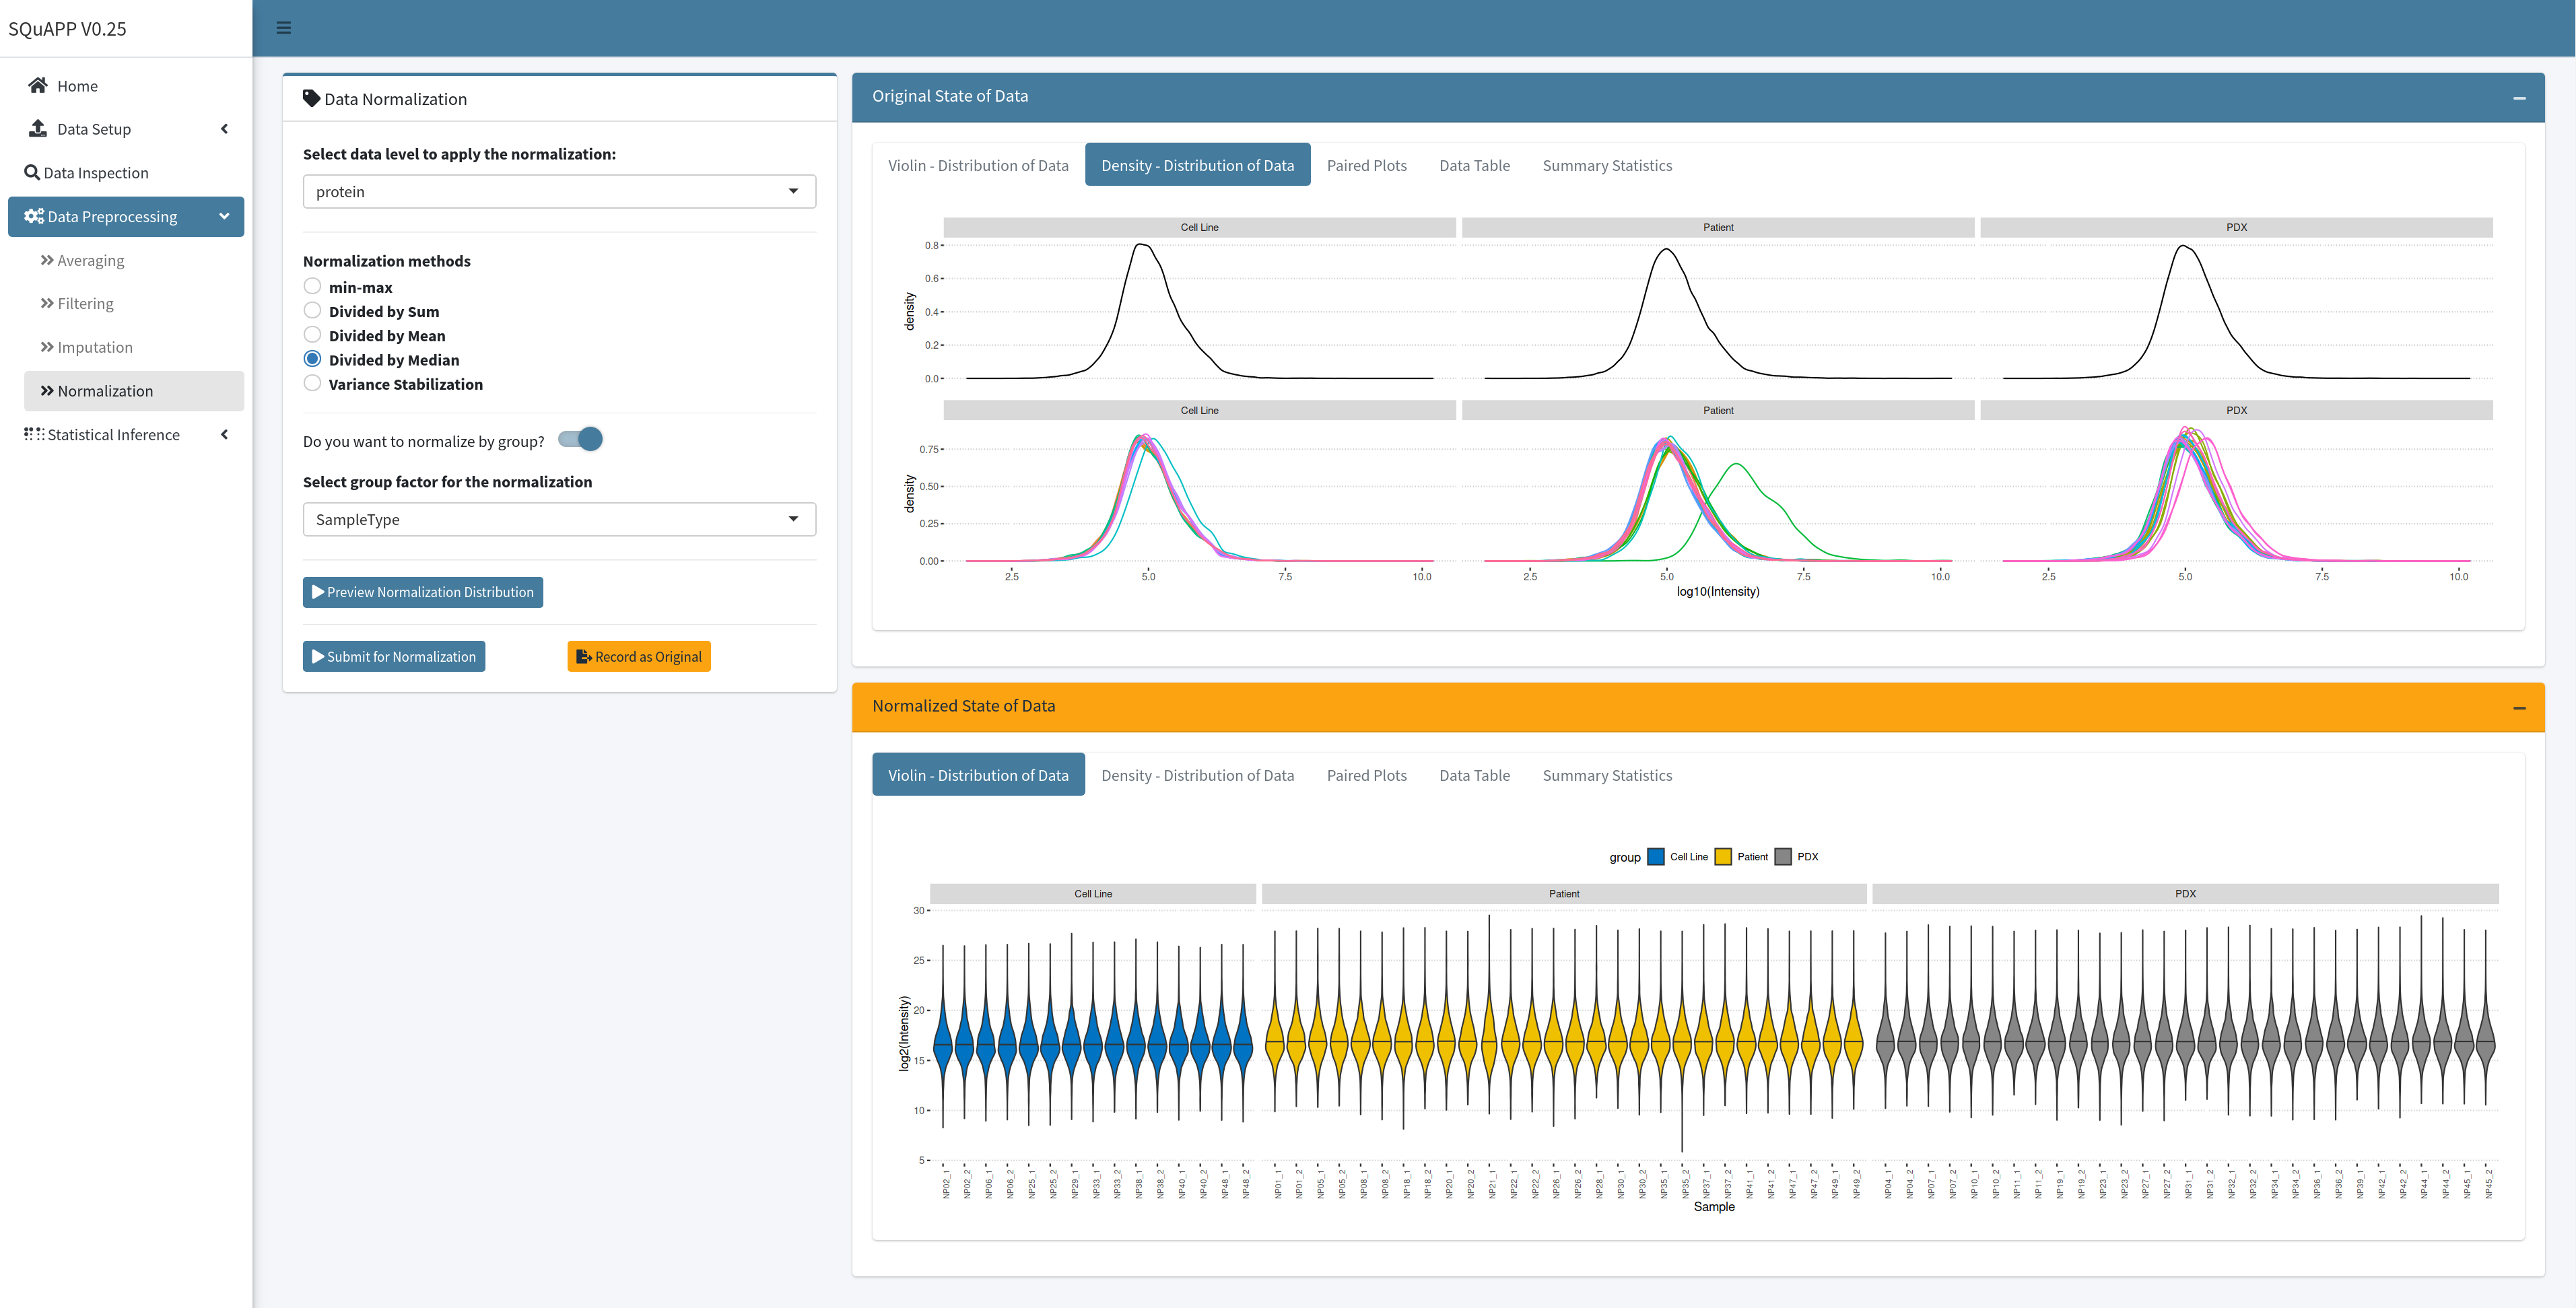 SQuAPP V0.25
Home
Data Setup
Data Inspection
Data Preprocessing
Averaging
Filtering
Imputation
Normalization
Statistical Inference
Data Normalization
Select data level to apply the normalization:
protein
Normalization methods
min-max
Divided by Sum
Divided by Mean
Divided by Median
Variance Stabilization
Do you want to normalize by group?
Select group factor for the normalization
SampleType
Preview Normalization Distribution
Submit for Normalization Record as Original
Original State of Data
Violin - Distribution of Data Density - Distribution of Data Paired Plots Data Table Summary Statistics
Cell Line Patient PDX
density
0.8
0.6
0.4
0.2
0.0
Cell Line Patient PDX
density
0.75
0.50
0.25
0.00
2.5 5.0 7.5 10.0 2.5 5.0 7.5 10.0 2.5 5.0 7.5 10.0
log10(Intensity)
Normalized State of Data
Violin - Distribution of Data Density - Distribution of Data Paired Plots Data Table Summary Statistics
group Cell Line Patient PDX
Cell Line Patient PDX
log2(Intensity)
30
25
20
15
10
5
NP02_1 NP02_2 NP06_1 NP06_2 NP25_1 NP25_2 NP29_1 NP33_1 NP33_2 NP38_1 NP38_2 NP40_1 NP40_2 NP48_1 NP48_2 NP01_1 NP01_2 NP05_1 NP05_2 NP08_1 NP08_2 NP18_1 NP18_2 NP20_1 NP20_2 NP21_1 NP22_1 NP22_2 NP26_1 NP26_2 NP28_1 NP30_1 NP30_2 NP35_1 NP35_2 NP37_1 NP37_2 NP41_1 NP41_2 NP47_1 NP47_2 NP49_1 NP49_2 NP04_1 NP04_2 NP07_1 NP07_2 NP10_1 NP10_2 NP11_1 NP11_2 NP19_1 NP19_2 NP23_1 NP23_2 NP27_1 NP27_2 NP31_1 NP31_2 NP32_1 NP32_2 NP34_1 NP34_2 NP36_1 NP36_2 NP39_1 NP42_1 NP42_2 NP44_1 NP44_2 NP45_1 NP45_2
Sample